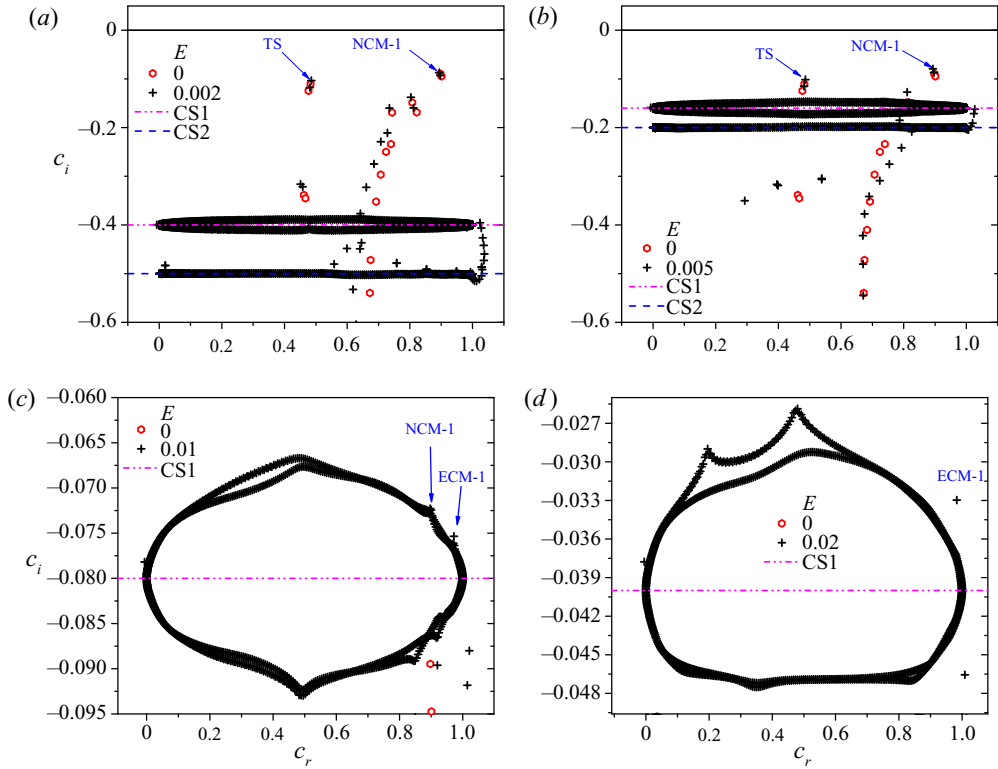 (a)
0
TS
NCM-1
E
0
0.002
CS1
CS2
–0.2
–0.4
–0.6
c_i
0
0.2
0.4
0.6
0.8
1.0
(b)
0
TS
NCM-1
–0.2
–0.4
–0.6
E
0
0.005
CS1
CS2
0
0.2
0.4
0.6
0.8
1.0
(c)
–0.060
–0.065
–0.070
–0.075
–0.080
–0.085
–0.090
–0.095
c_i
E
0
0.01
CS1
NCM-1
ECM-1
0
0.2
0.4
0.6
0.8
1.0
c_r
(d)
–0.027
–0.030
–0.033
–0.036
–0.039
–0.042
–0.045
–0.048
ECM-1
E
0
0.02
CS1
0
0.2
0.4
0.6
0.8
1.0
c_r